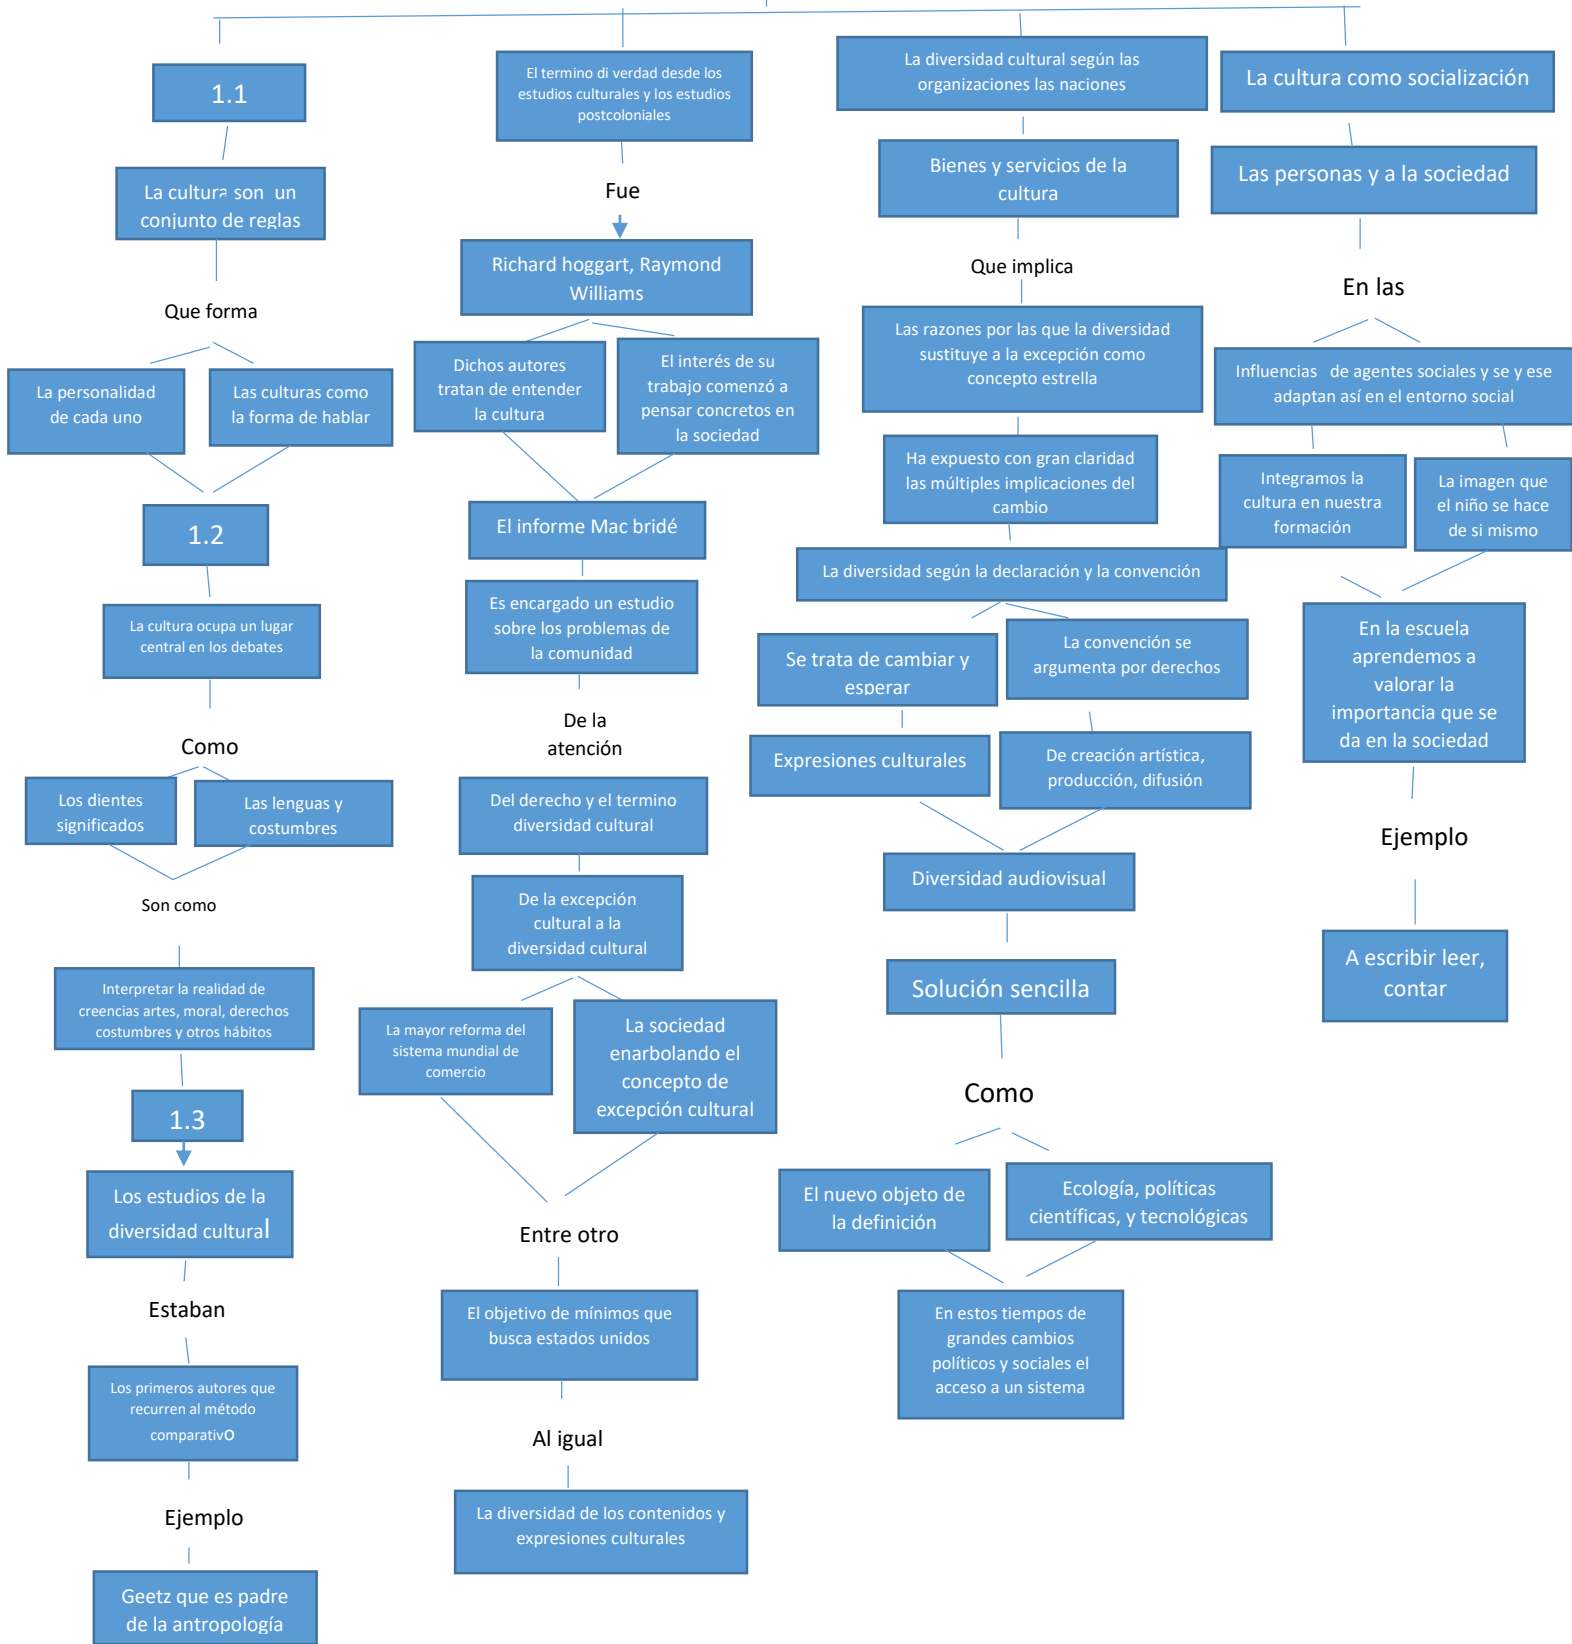 1.1
La cultura son un
conjunto de reglas
Que forma
La personalidad
de cada uno
Las culturas como
la forma de hablar
1.2
La cultura ocupa un lugar
central en los debates
Como
Los dientes
significados
Las lenguas y
costumbres
Son como
Interpretar la realidad de
creencias artes, moral, derechos
costumbres y otros hábitos
1.3
Los estudios de la
diversidad cultural
Estaban
Los primeros autores que
recurren al método
comparativo
Ejemplo
Geetz que es padre
de la antropología
El termino di verdad desde los
estudios culturales y los estudios
postcoloniales
Fue
Richard hoggart, Raymond
Williams
Dichos autores
tratan de entender
la cultura
El interés de su
trabajo comenzó a
pensar concretos en
la sociedad
El informe Mac bridé
Es encargado un estudio
sobre los problemas de
la comunidad
De la
atención
Del derecho y el termino
diversidad cultural
De la excepción
cultural a la
diversidad cultural
La mayor reforma del
sistema mundial de
comercio
La sociedad
enarbolando el
concepto de
excepción cultural
Entre otro
El objetivo de mínimos que
busca estados unidos
Al igual
La diversidad de los contenidos y
expresiones culturales
La diversidad cultural según las
organizaciones las naciones
Bienes y servicios de la
cultura
Que implica
Las razones por las que la diversidad
sustituye a la excepción como
concepto estrella
Ha expuesto con gran claridad
las múltiples implicaciones del
cambio
La diversidad según la declaración y la convención
Se trata de cambiar y
esperar
La convención se
argumenta por derechos
Expresiones culturales
De creación artística,
producción, difusión
Diversidad audiovisual
Solución sencilla
Como
El nuevo objeto de
la definición
Ecología, políticas
científicas, y tecnológicas
En estos tiempos de
grandes cambios
políticos y sociales el
acceso a un sistema
La cultura como socialización
Las personas y a la sociedad
En las
Influencias de agentes sociales y se y ese
adaptan así en el entorno social
Integramos la
cultura en nuestra
formación
La imagen que
el niño se hace
de si mismo
En la escuela
aprendemos a
valorar la
importancia que se
da en la sociedad
Ejemplo
A escribir leer,
contar